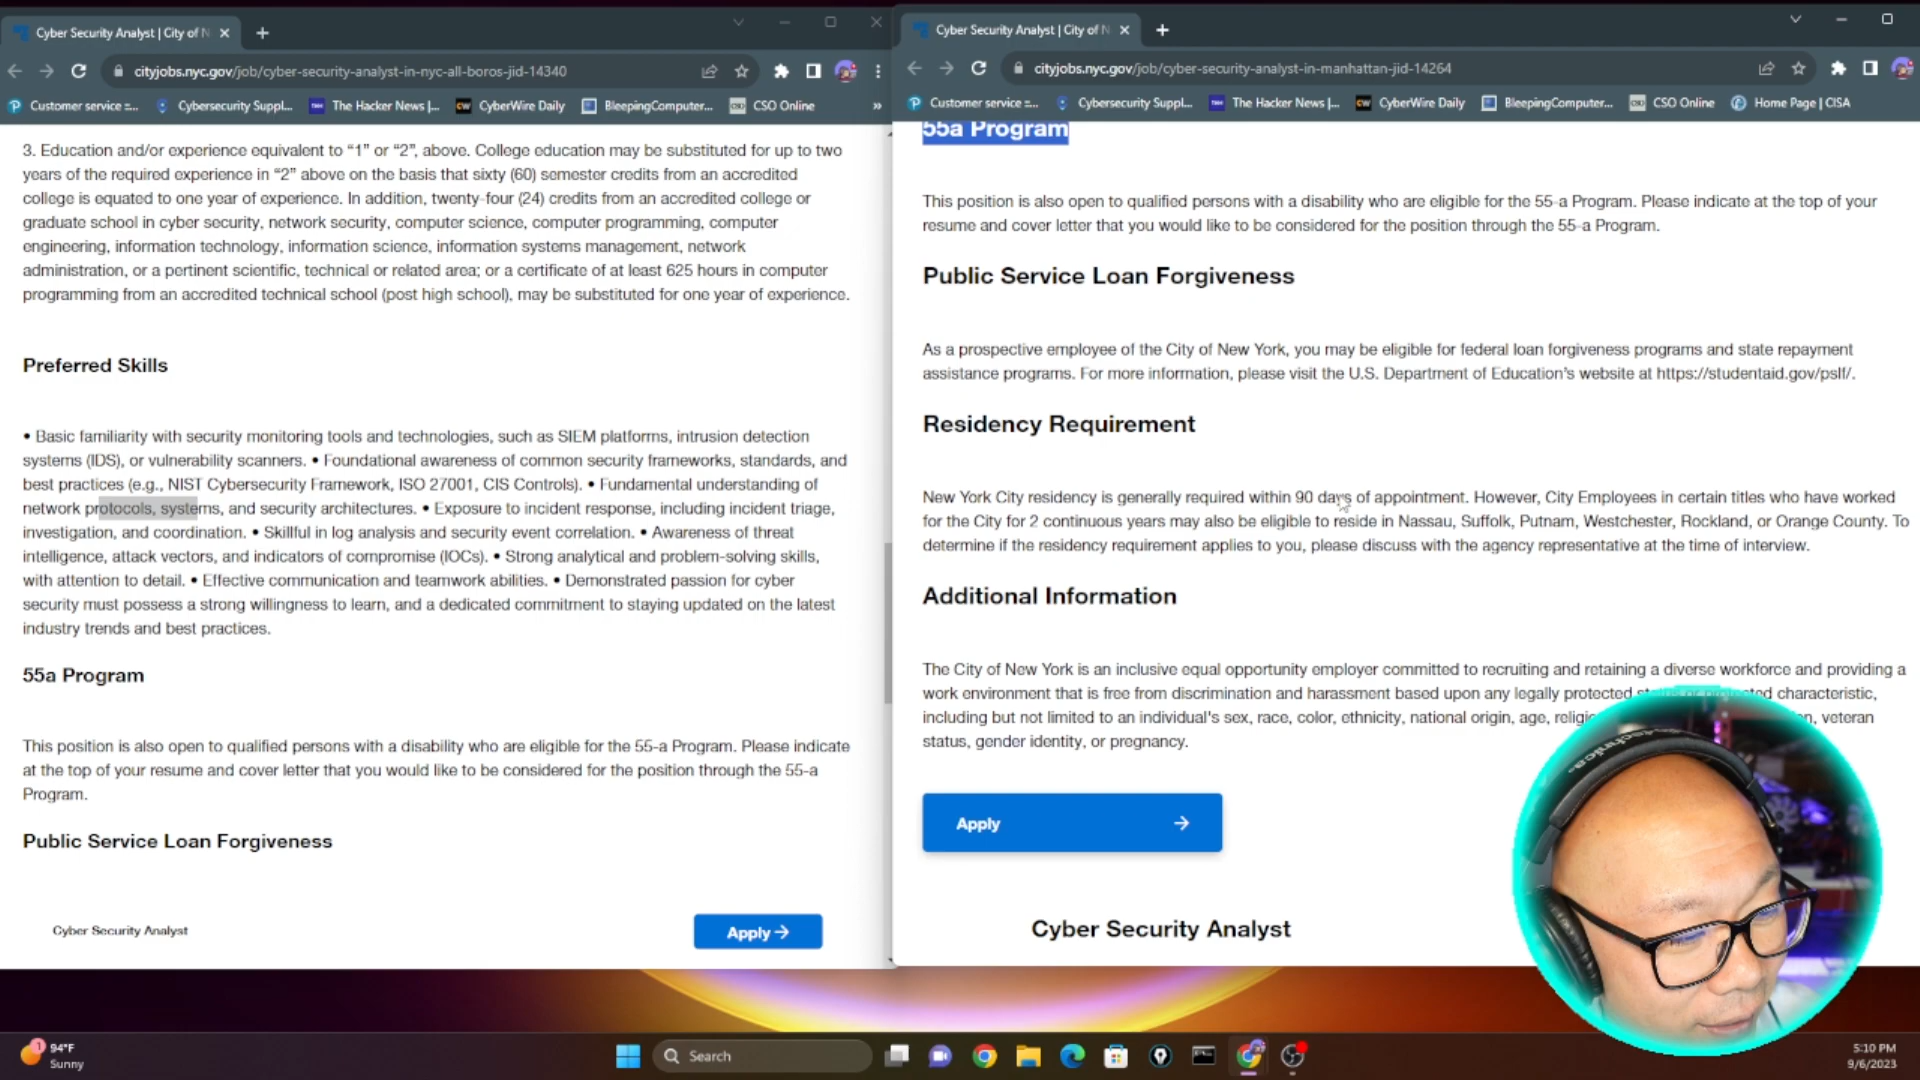 Cyber Security Analyst | City of N
cityjobs.nyc.gov/job/cyber-security-analyst-in-nyc-all-boros-jid-14340
Customer service =...
Cybersecurity Suppl...
The Hacker News |...
CyberWire Daily
BleepingComputer...
CSO Online
»
3. Education and/or experience equivalent to “1” or “2”, above. College education may be substituted for up to two
years of the required experience in “2” above on the basis that sixty (60) semester credits from an accredited
college is equated to one year of experience. In addition, twenty-four (24) credits from an accredited college or
graduate school in cyber security, network security, computer science, computer programming, computer
engineering, information technology, information science, information systems management, network
administration, or a pertinent scientific, technical or related area; or a certificate of at least 625 hours in computer
programming from an accredited technical school (post high school), may be substituted for one year of experience.
Preferred Skills
• Basic familiarity with security monitoring tools and technologies, such as SIEM platforms, intrusion detection
systems (IDS), or vulnerability scanners. • Foundational awareness of common security frameworks, standards, and
best practices (e.g., NIST Cybersecurity Framework, ISO 27001, CIS Controls). • Fundamental understanding of
network protocols, systems, and security architectures. • Exposure to incident response, including incident triage,
investigation, and coordination. • Skillful in log analysis and security event correlation. • Awareness of threat
intelligence, attack vectors, and indicators of compromise (IOCs). • Strong analytical and problem-solving skills,
with attention to detail. • Effective communication and teamwork abilities. • Demonstrated passion for cyber
security must possess a strong willingness to learn, and a dedicated commitment to staying updated on the latest
industry trends and best practices.
55a Program
This position is also open to qualified persons with a disability who are eligible for the 55-a Program. Please indicate
at the top of your resume and cover letter that you would like to be considered for the position through the 55-a
Program.
Public Service Loan Forgiveness
Cyber Security Analyst
Apply
Cyber Security Analyst | City of N
cityjobs.nyc.gov/job/cyber-security-analyst-in-manhattan-jid-14264
Customer service =...
Cybersecurity Suppl...
The Hacker News |...
CyberWire Daily
BleepingComputer...
CSO Online
Home Page | CISA
55a Program
This position is also open to qualified persons with a disability who are eligible for the 55-a Program. Please indicate at the top of your
resume and cover letter that you would like to be considered for the position through the 55-a Program.
Public Service Loan Forgiveness
As a prospective employee of the City of New York, you may be eligible for federal loan forgiveness programs and state repayment
assistance programs. For more information, please visit the U.S. Department of Education’s website at https://studentaid.gov/pslf/.
Residency Requirement
New York City residency is generally required within 90 days of appointment. However, City Employees in certain titles who have worked
for the City for 2 continuous years may also be eligible to reside in Nassau, Suffolk, Putnam, Westchester, Rockland, or Orange County. To
determine if the residency requirement applies to you, please discuss with the agency representative at the time of interview.
Additional Information
The City of New York is an inclusive equal opportunity employer committed to recruiting and retaining a diverse workforce and providing a
work environment that is free from discrimination and harassment based upon any legally protected status or protected characteristic,
including but not limited to an individual's sex, race, color, ethnicity, national origin, age, veteran
status, gender identity, or pregnancy.
Apply
Cyber Security Analyst
audio-technica
1
94°F
Sunny
Search
5:10 PM
9/6/2023